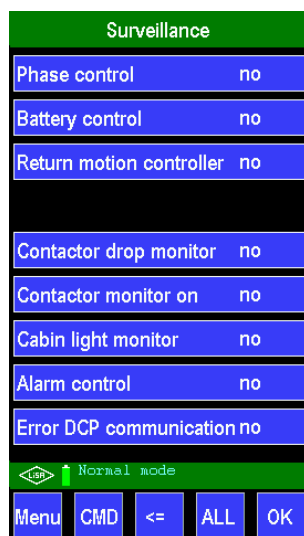 Surveillance
Phase control no
Battery control no
Return motion controller no
Contactor drop monitor no
Contactor monitor on no
Cabin light monitor no
Alarm control no
Error DCP communication no
LiSA Normal mode
Menu CMD <= ALL OK